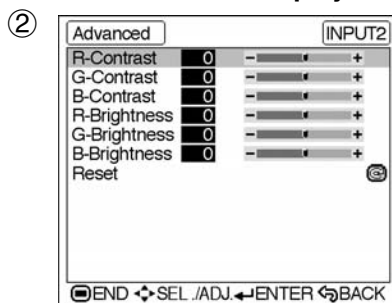 ②
Advanced INPUT2
R-Contrast 0 - +
G-Contrast 0 - +
B-Contrast 0 - +
R-Brightness 0 - +
G-Brightness 0 - +
B-Brightness 0 - +
Reset
END SEL./ADJ. ENTER BACK